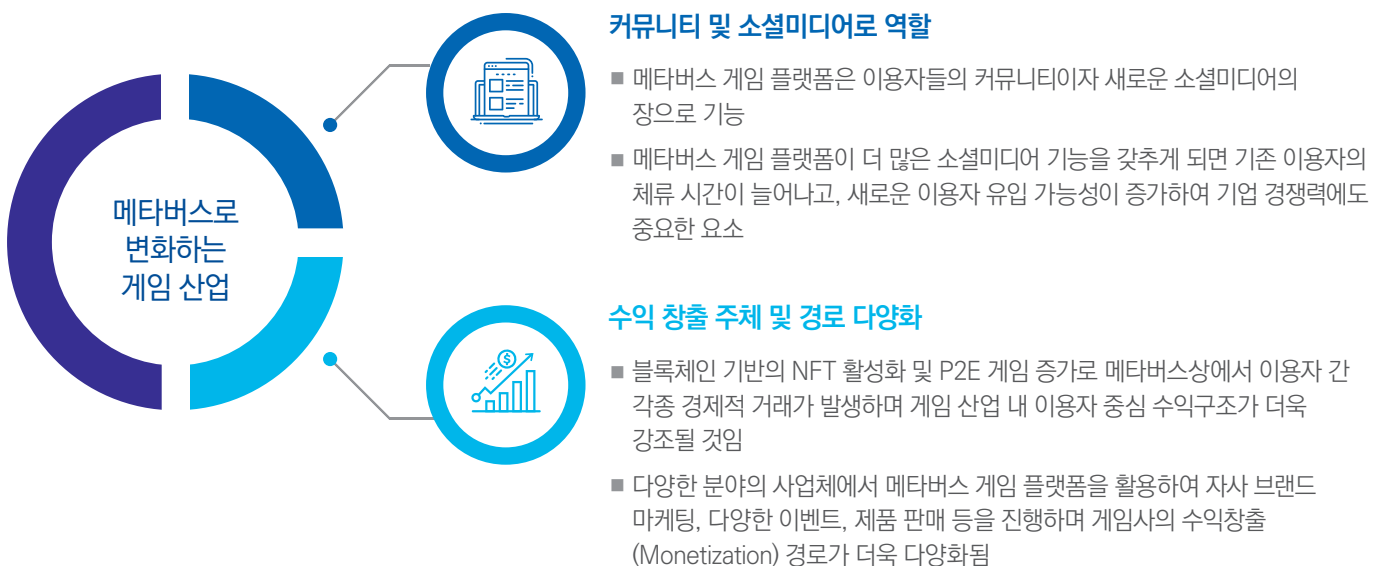 메타버스로
변화하는
게임 산업
커뮤니티 및 소셜미디어로 역할
■ 메타버스 게임 플랫폼은 이용자들의 커뮤니티이자 새로운 소셜미디어의
장으로 기능
■ 메타버스 게임 플랫폼이 더 많은 소셜미디어 기능을 갖추게 되면 기존 이용자의
체류 시간이 늘어나고, 새로운 이용자 유입 가능성이 증가하여 기업 경쟁력에도
중요한 요소
수익 창출 주체 및 경로 다양화
■ 블록체인 기반의 NFT 활성화 및 P2E 게임 증가로 메타버스상에서 이용자 간
각종 경제적 거래가 발생하며 게임 산업 내 이용자 중심 수익구조가 더욱
강조될 것임
■ 다양한 분야의 사업체에서 메타버스 게임 플랫폼을 활용하여 자사 브랜드
마케팅, 다양한 이벤트, 제품 판매 등을 진행하며 게임사의 수익창출
(Monetization) 경로가 더욱 다양화됨